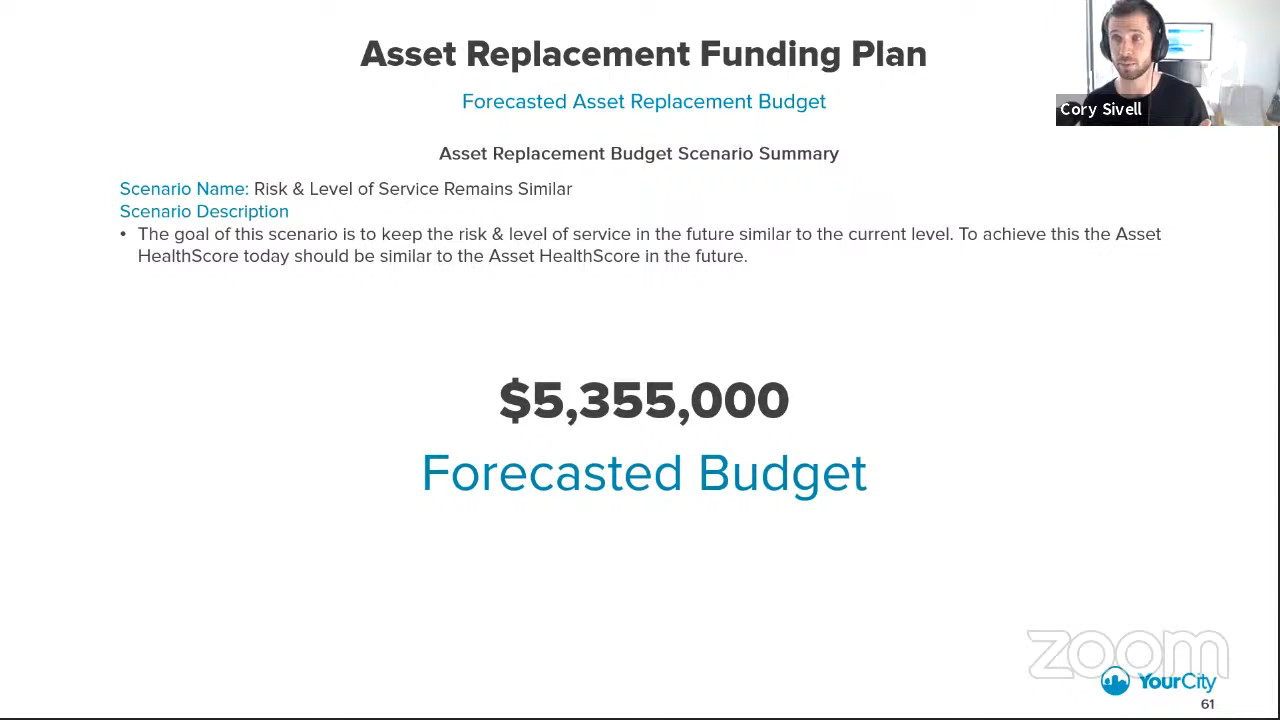 Asset Replacement Funding Plan
Forecasted Asset Replacement Budget
Cory Sivell
Asset Replacement Budget Scenario Summary
Scenario Name: Risk & Level of Service Remains Similar
Scenario Description
• The goal of this scenario is to keep the risk & level of service in the future similar to the current level. To achieve this the Asset
HealthScore today should be similar to the Asset HealthScore in the future.
$5,355,000
Forecasted Budget
zoom
YourCity
61